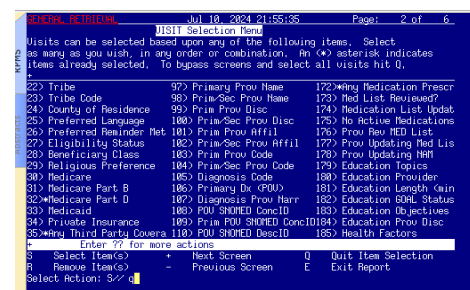 GENERAL RETRIEVAL Jul 10, 2024 21:55:35 Page: 2 of 6
VISIT Selection Menu
Visits can be selected based upon any of the following items. Select
as many as you wish, in any order or combination. An (*) asterisk indicates
items already selected. To bypass screens and select all visits hit Q.
+
22) Tribe 97) Primary Prov Name 172)*Any Medication Prescr
23) Tribe Code 98) Prim/Sec Prov Name 173) Med List Reviewed?
24) County of Residence 99) Prim Prov Disc 174) Medication List Updat
25) Preferred Language 100) Prim/Sec Prov Disc 175) No Active Medications
26) Preferred Reminder Met 101) Prim Prov Affil 176) Prov Rev MED List
27) Eligibility Status 102) Prim/Sec Prov Affil 177) Prov Updating Med Lis
28) Beneficiary Class 103) Prim Prov Code 178) Prov Updating NAM
29) Religious Preference 104) Prim/Sec Prov Code 179) Education Topics
30) Medicare 105) Diagnosis Code 180) Education Provider
31) Medicare Part B 106) Primary Dx (POV) 181) Education Length (min
32)*Medicare Part D 107) Diagnosis Prov Narr 182) Education GOAL Status
33) Medicaid 108) POV SNOMED ConcID 183) Education Objectives
34) Private Insurance 109) Prim POV SNOMED ConcID184) Education Prov Disc
35)*Any Third Party Covera 110) POV SNOMED DescID 185) Health Factors
+ Enter ?? for more actions
S Select Item(s) + Next Screen Q Quit Item Selection
R Remove Item(s) - Previous Screen E Exit Report
Select Action: S// q
RPMS